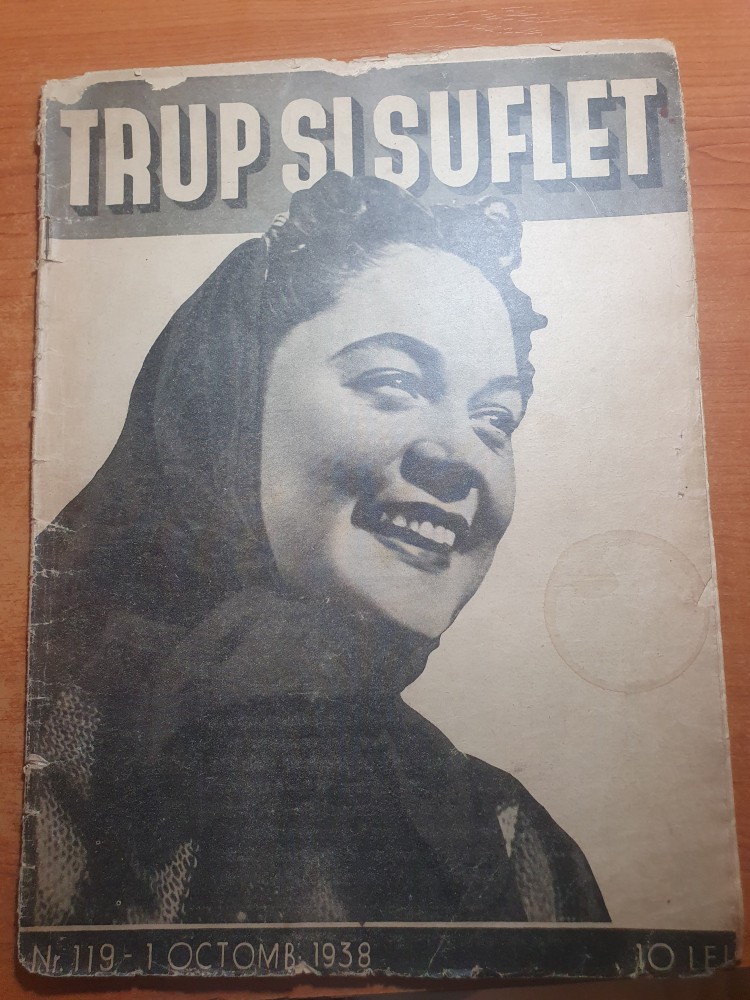 TRUP SI SUFLET
Nr. 119 - 1 OCTOMB. 1938
10 LEI